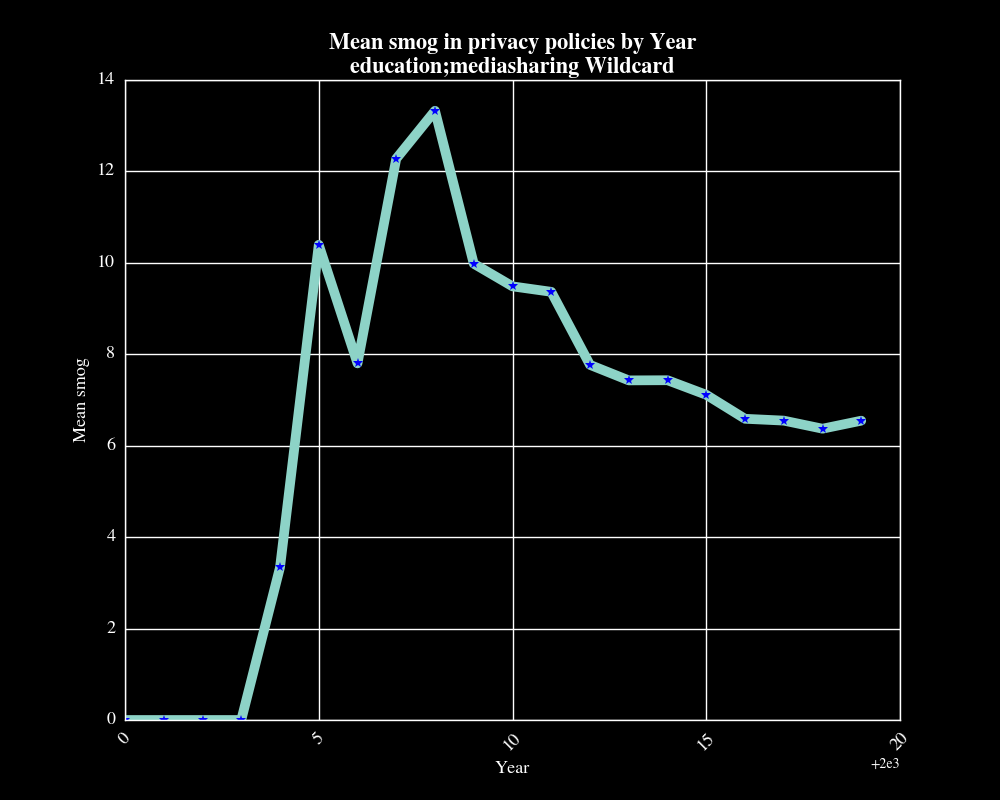 Mean smog in privacy policies by Year
education;mediasharing Wildcard
14
12
10
8
6
4
2
0
Mean smog
0 5 10 15 20
Year
+2e3